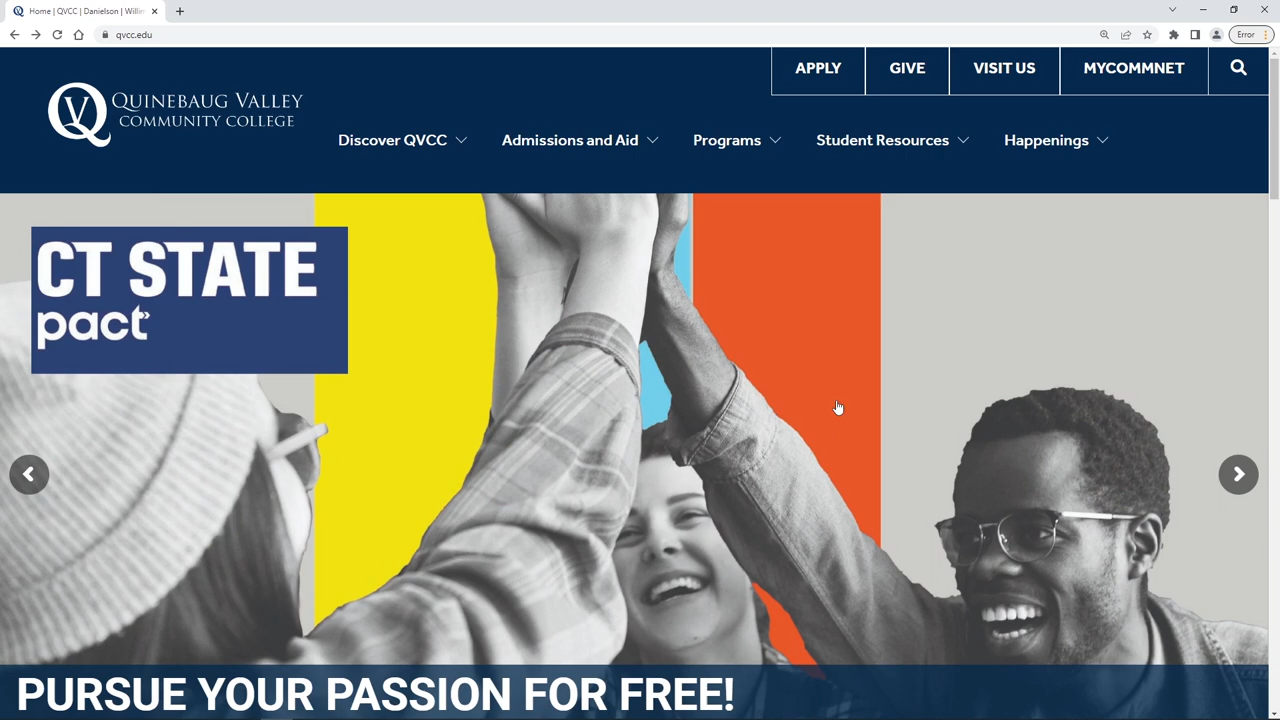 Home | QVCC | Danielson | Willim
qvcc.edu
Error
APPLY
GIVE
VISIT US
MYCOMMNET
QUINEBAUG VALLEY
COMMUNITY COLLEGE
Discover QVCC
Admissions and Aid
Programs
Student Resources
Happenings
CT STATE
pact
PURSUE YOUR PASSION FOR FREE!